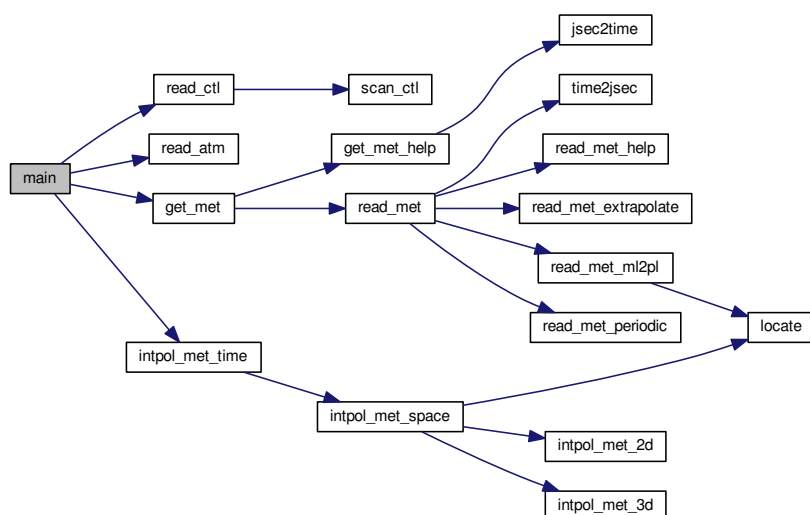 jsec2time
read_ctl
scan_ctl
time2jsec
read_atm
get_met_help
read_met_help
main
get_met
read_met
read_met_extrapolate
read_met_ml2pl
read_met_periodic
locate
intpol_met_time
intpol_met_space
intpol_met_2d
intpol_met_3d